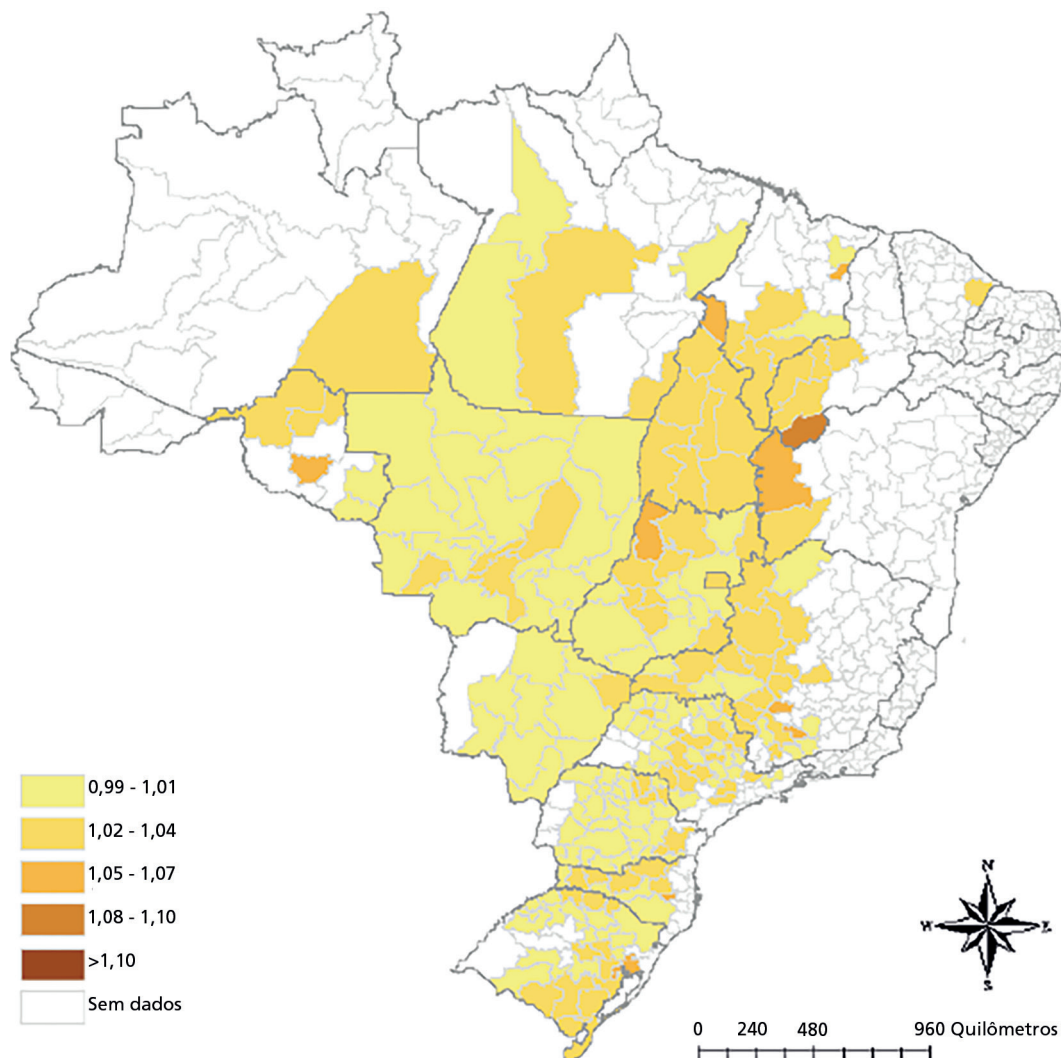 0,99 - 1,01
1,02 - 1,04
1,05 - 1,07
1,08 - 1,10
>1,10
Sem dados
N
W E
S
0 240 480 960 Quilômetros